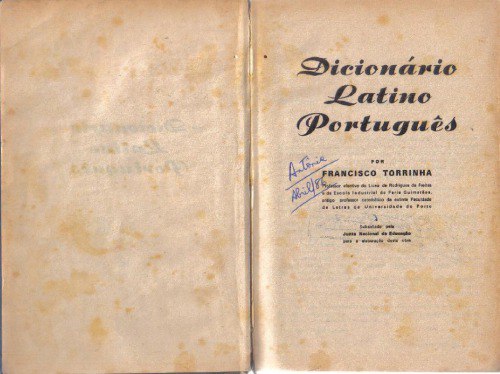 Dicionário
Latino
Português
POR
FRANCISCO TORRINHA
Professor efectivo do Liceu de Rodrigues de Freitas
e da Escola Industrial de Faria Guimarães,
antigo professor catedrático da extinta Faculdade
de Letras da Universidade do Porto
António
Abril/86
Subsidiado pela
Junta Nacional de Educação
para a elaboração desta obra